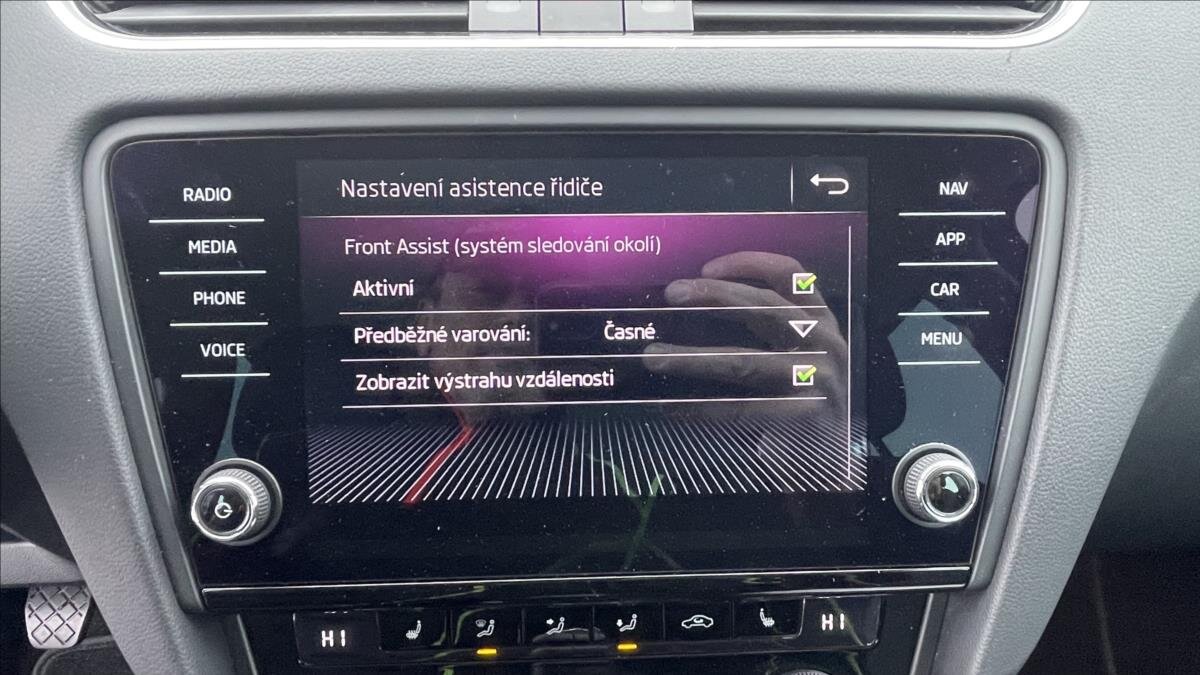 RADIO
MEDIA
PHONE
VOICE
Nastavení asistence řidiče
Front Assist (systém sledování okolí)
Aktivní
Předběžné varování: Časné
Zobrazit výstrahu vzdálenosti
NAV
APP
CAR
MENU
HI
HI